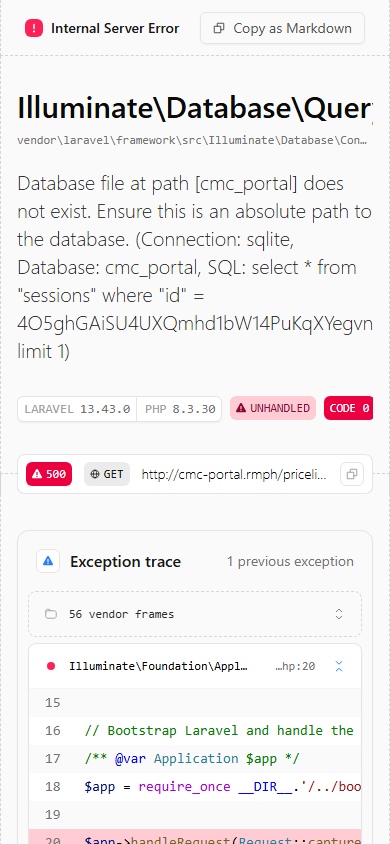 ! Internal Server Error
Copy as Markdown
Illuminate\Database\Quer
vendor\laravel\framework\src\Illuminate\Database\Con…
Database file at path [cmc_portal] does
not exist. Ensure this is an absolute path to
the database. (Connection: sqlite,
Database: cmc_portal, SQL: select * from
"sessions" where "id" =
4O5ghGAiSU4UXQmhd1bW14PuKqXYegvn
limit 1)
LARAVEL 13.43.0 PHP 8.3.30 UNHANDLED CODE 0
500 GET http://cmc-portal.rmph/priceli…
Exception trace 1 previous exception
56 vendor frames
Illuminate\Foundation\Appl… …hp:20
15
16 // Bootstrap Laravel and handle the
17 /** @var Application $app */
18 $app = require_once __DIR__.'/../boo
19
20 $app->handleRequest(Request::capture